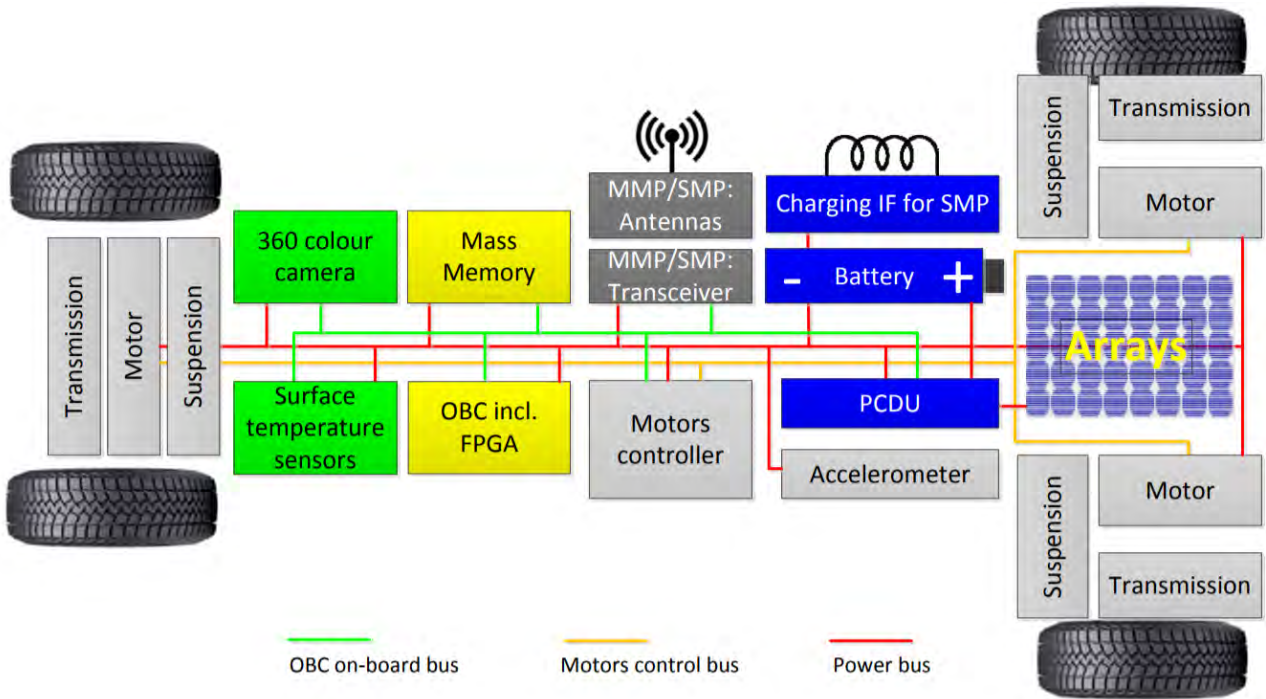 Suspension
Transmission
Motor
360 colour
camera
Mass
Memory
MMP/SMP:
Antennas
MMP/SMP:
Transceiver
Charging IF for SMP
- Battery +
Transmission
Motor
Suspension
Arrays
Surface
temperature
sensors
OBC incl.
FPGA
Motors
controller
PCDU
Accelerometer
Suspension
Motor
Transmission
OBC on-board bus
Motors control bus
Power bus